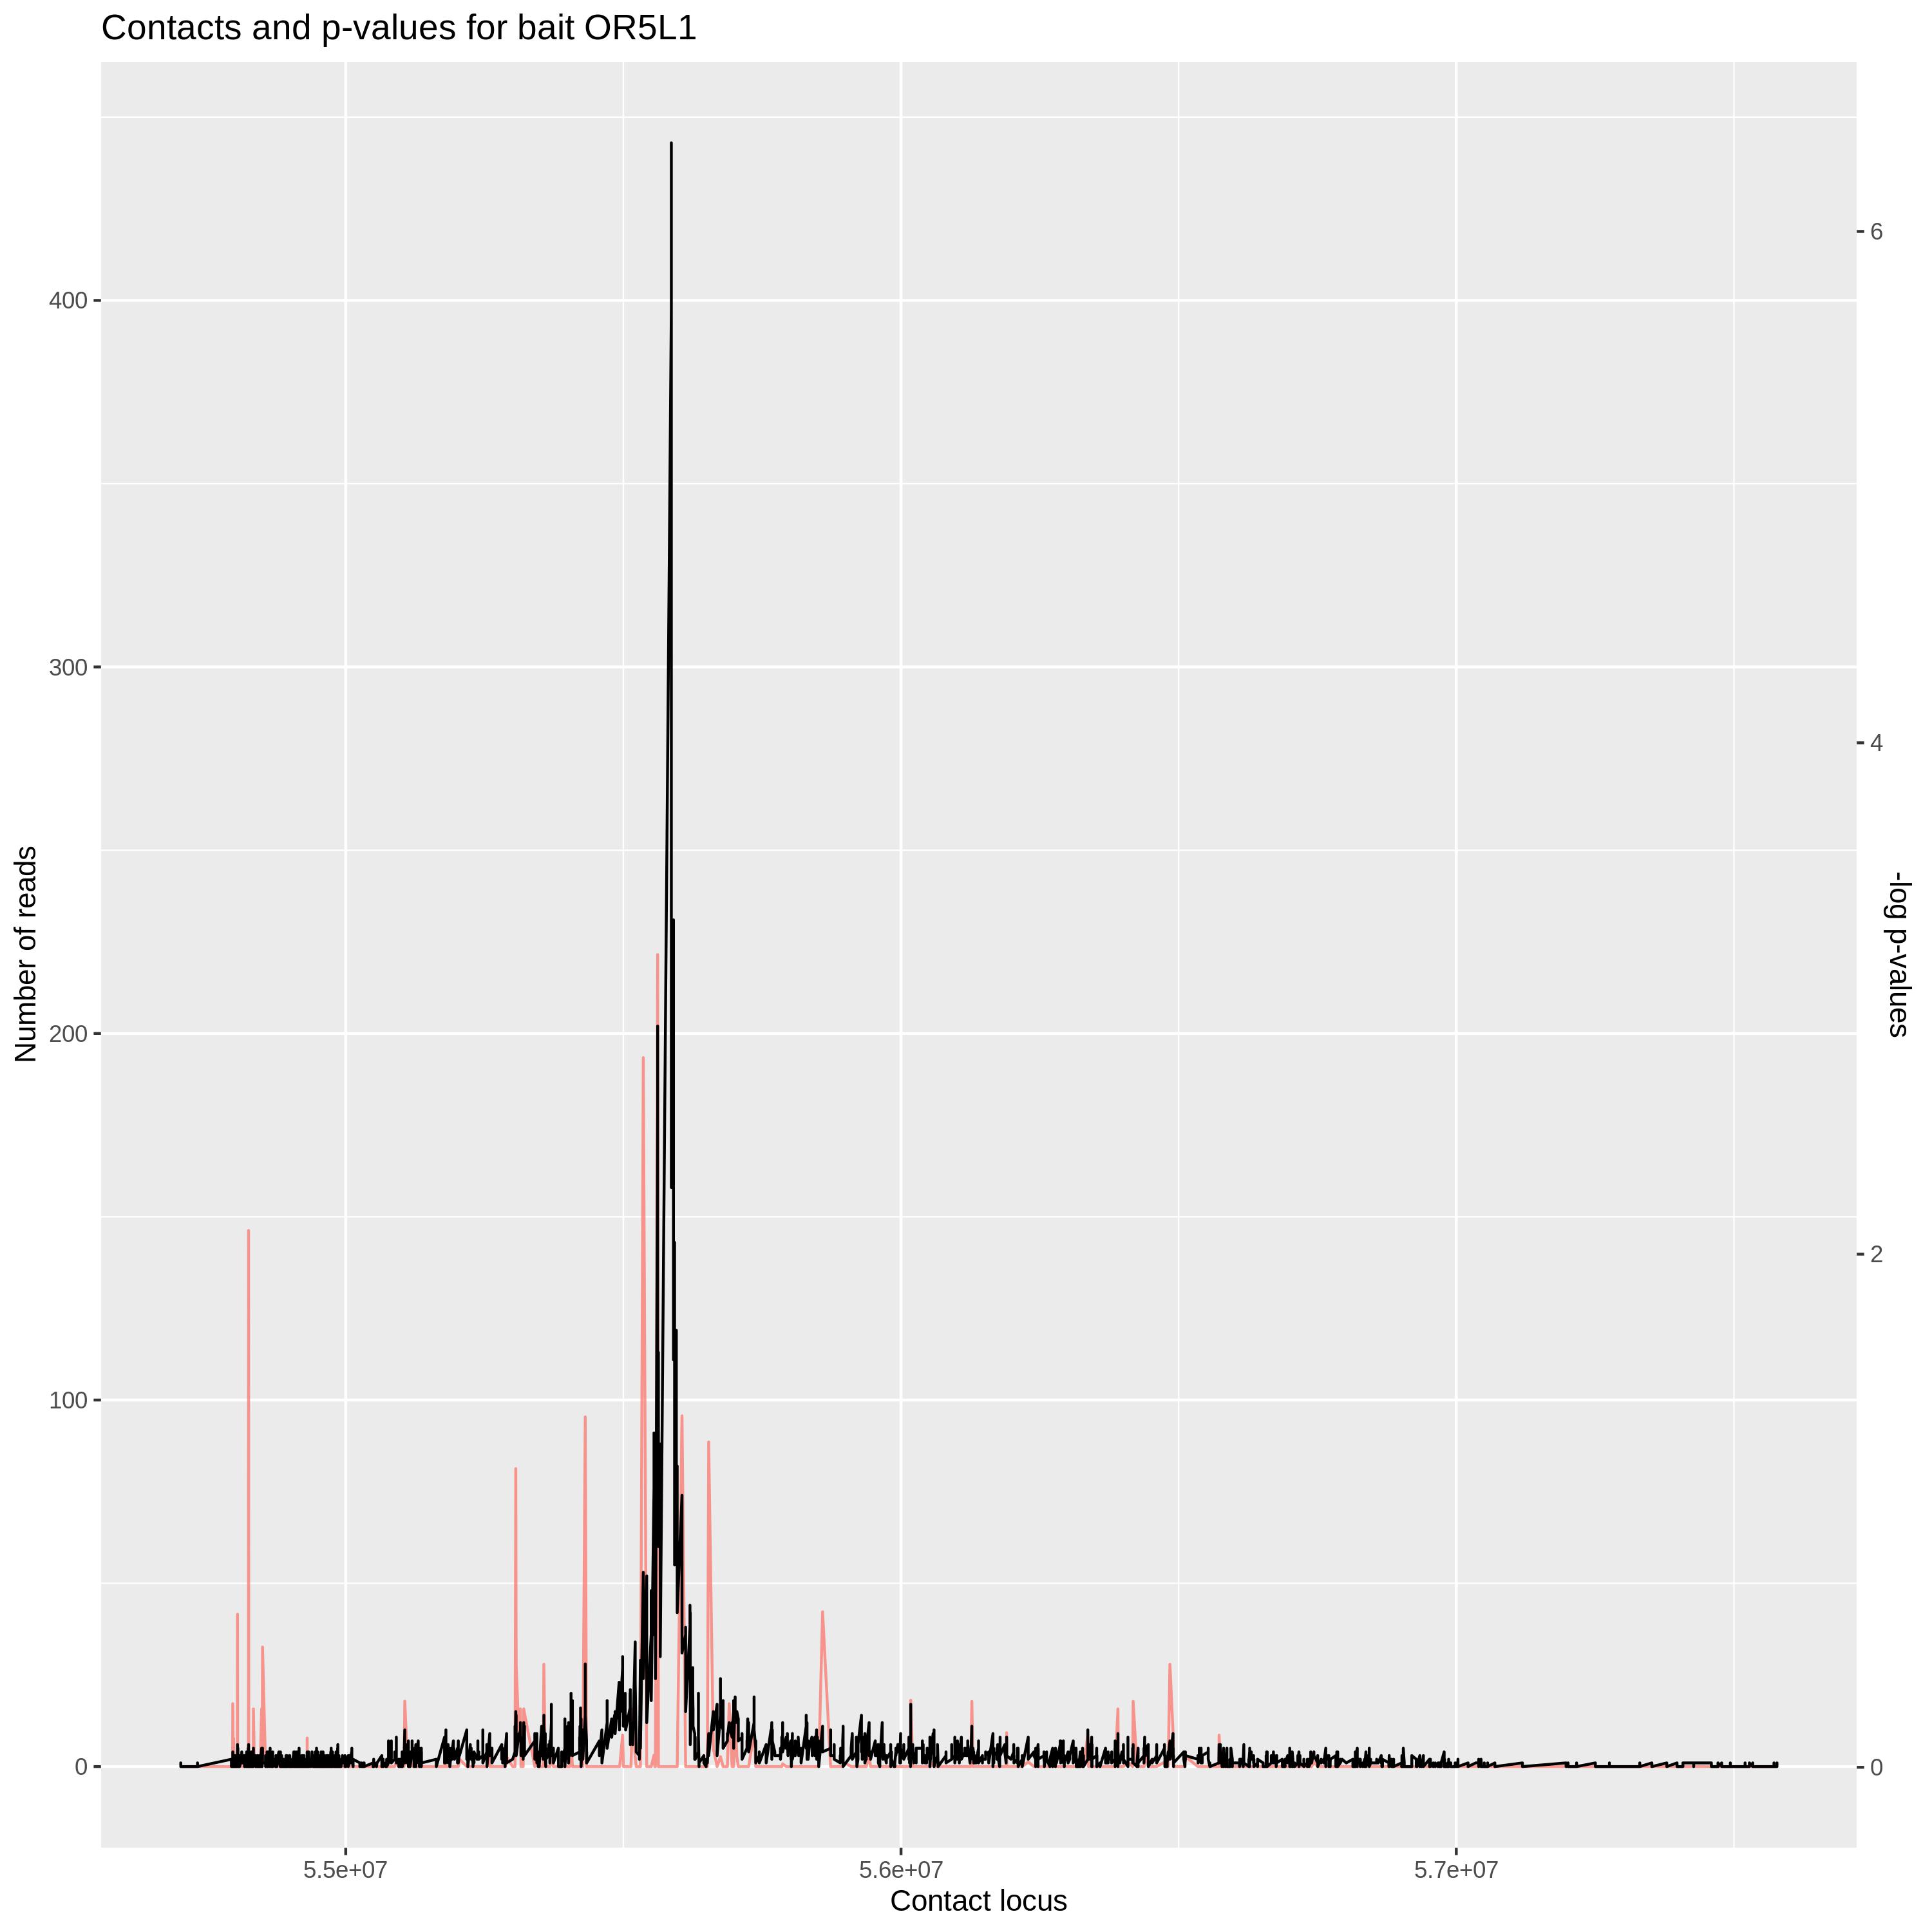 Contacts and p-values for bait OR5L1
Number of reads
400
300
200
100
0
6
4
2
0
-log p-values
5.5e+07
5.6e+07
5.7e+07
Contact locus